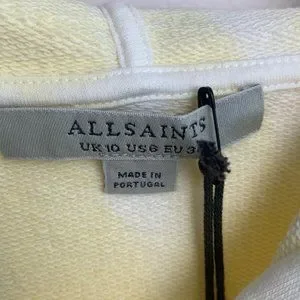 ALLSAINTS
UK 10 US 6 EU 3
MADE IN
PORTUGAL